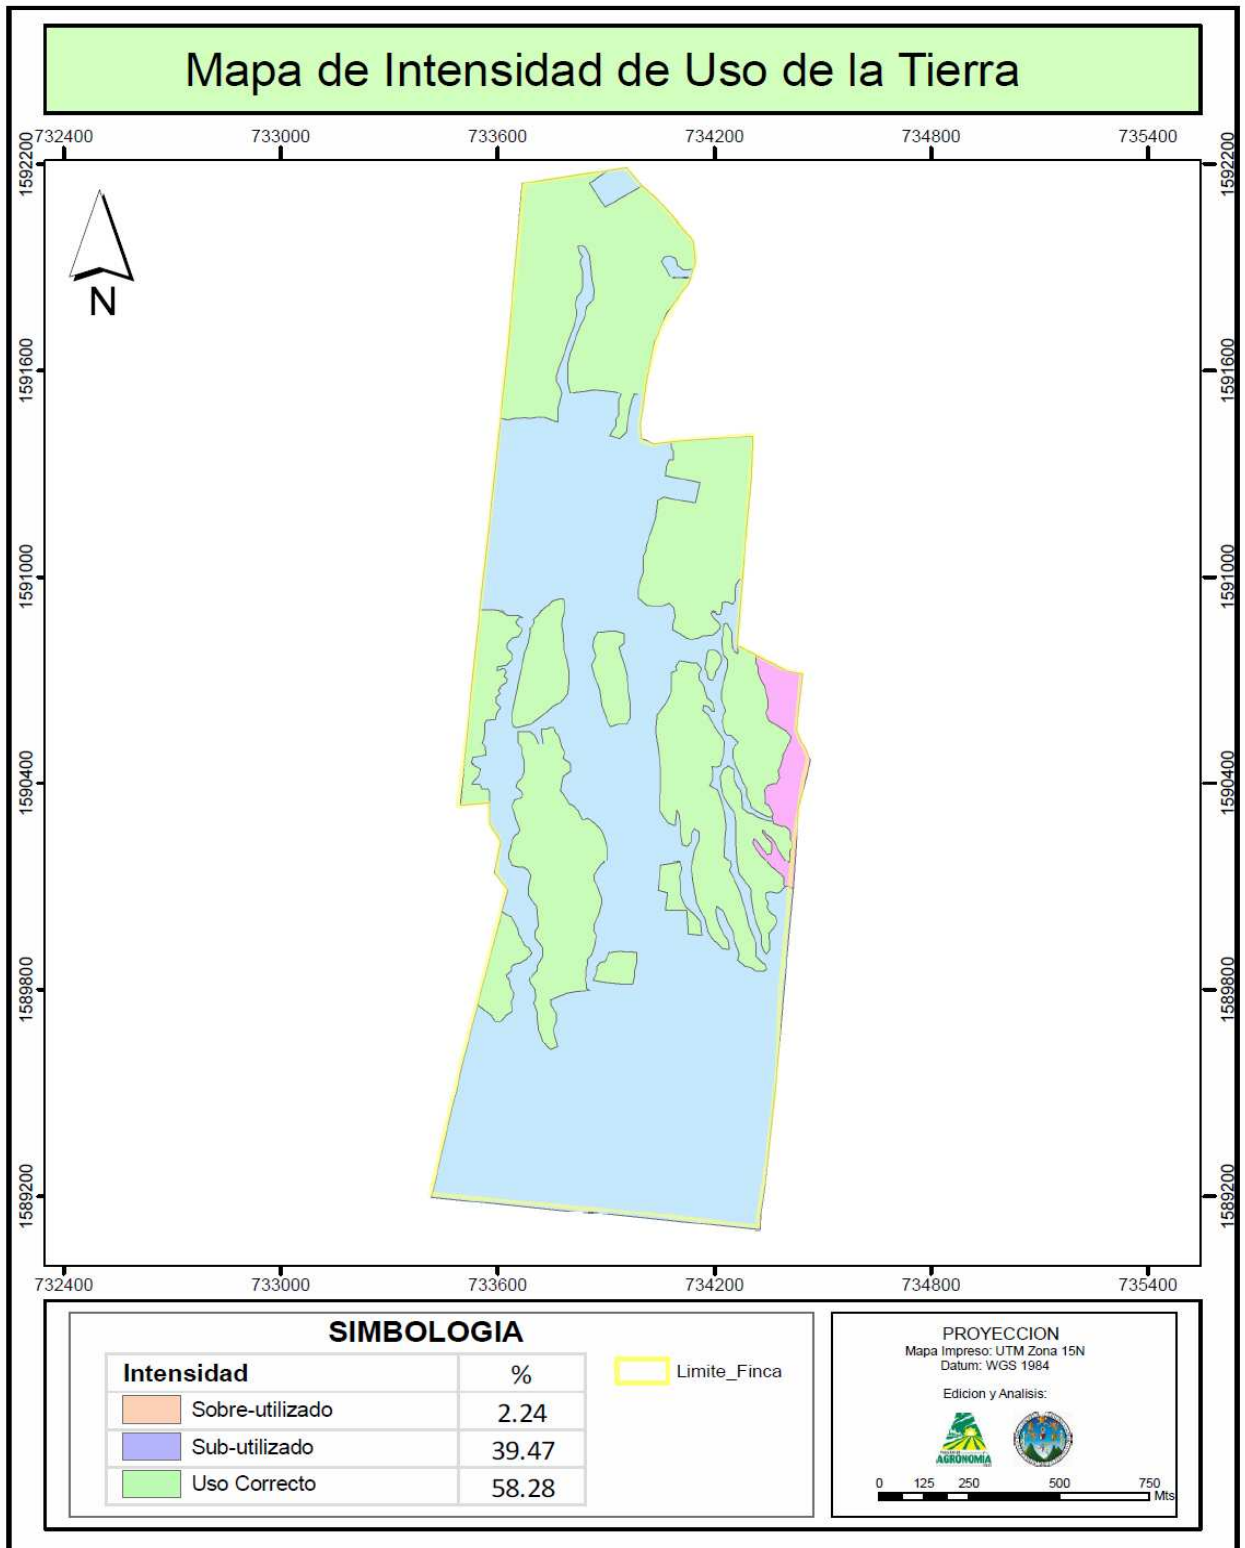 Mapa de Intensidad de Uso de la Tierra
732400 733000 733600 734200 734800 735400
1592200 1592200
N
1591600 1591600
1591000 1591000
1590400 1590400
1589800 1589800
1589200 1589200
732400 733000 733600 734200 734800 735400
SIMBOLOGIA
Intensidad %
Sobre-utilizado 2.24
Sub-utilizado 39.47
Uso Correcto 58.28
Limite_Finca
PROYECCION
Mapa Impreso: UTM Zona 15N
Datum: WGS 1984
Edicion y Analisis:
AGRONOMIA
0 125 250 500 750
Mts